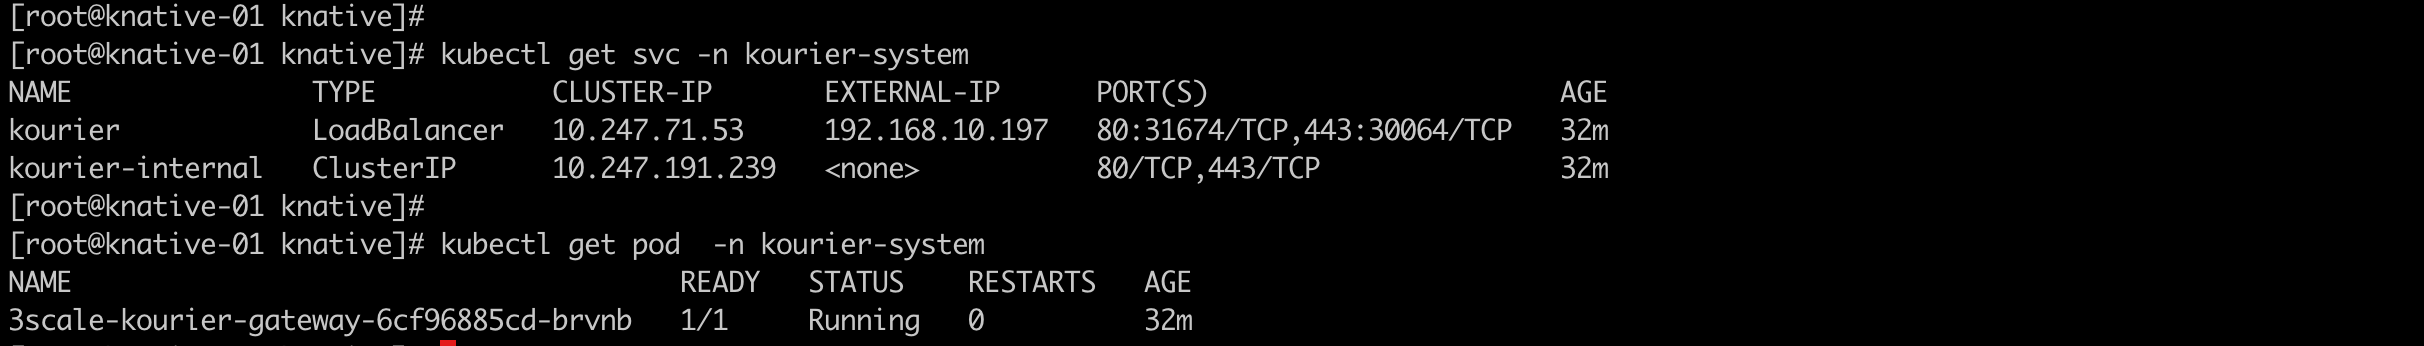 [root@knative-01 knative]#
[root@knative-01 knative]# kubectl get svc -n kourier-system
NAME               TYPE           CLUSTER-IP       EXTERNAL-IP      PORT(S)                      AGE
kourier            LoadBalancer   10.247.71.53     192.168.10.197   80:31674/TCP,443:30064/TCP   32m
kourier-internal   ClusterIP      10.247.191.239   <none>           80/TCP,443/TCP               32m
[root@knative-01 knative]#
[root@knative-01 knative]# kubectl get pod  -n kourier-system
NAME                                      READY   STATUS    RESTARTS   AGE
3scale-kourier-gateway-6cf96885cd-brvnb   1/1     Running   0          32m